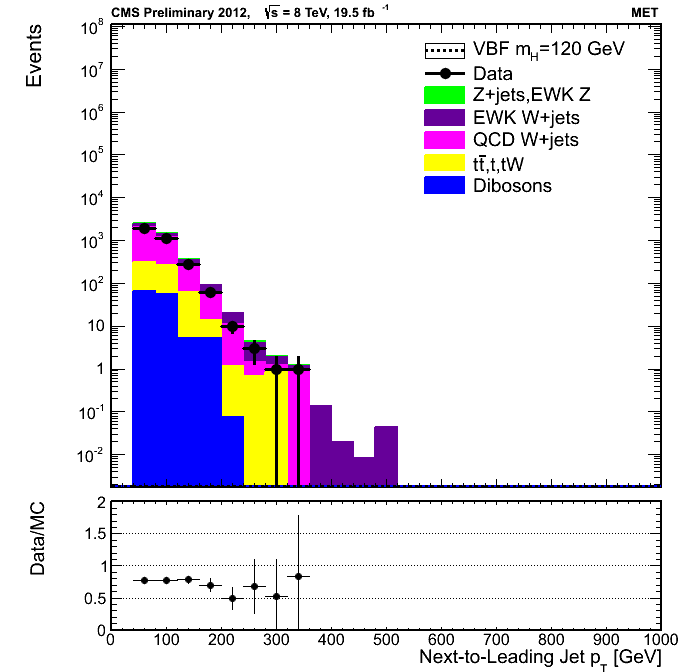 CMS Preliminary 2012, √s = 8 TeV, 19.5 fb⁻¹ MET
Events
10⁸
10⁷
10⁶
10⁵
10⁴
10³
10²
10
1
10⁻¹
10⁻²
VBF m_H=120 GeV
Data
Z+jets,EWK Z
EWK W+jets
QCD W+jets
tt̄,t,tW
Dibosons
Data/MC
2
1.5
1
0.5
0
0 100 200 300 400 500 600 700 800 900 1000
Next-to-Leading Jet p_T [GeV]